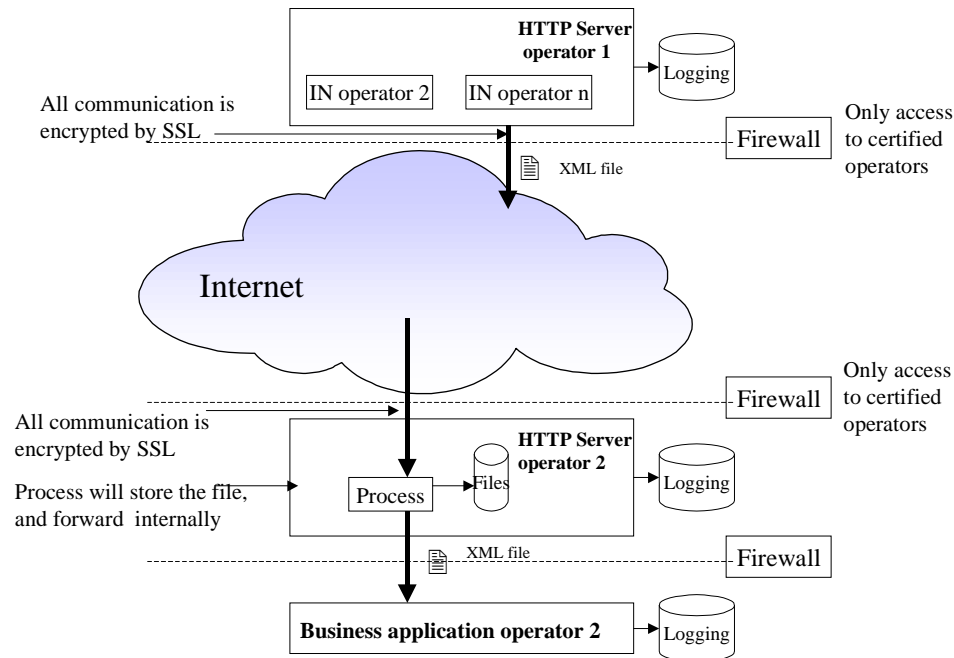 HTTP Server
operator 1
Logging
IN operator 2
IN operator n
All communication is
encrypted by SSL
Only access
to certified
operators
Firewall
XML file
Internet
Only access
to certified
operators
Firewall
All communication is
encrypted by SSL
HTTP Server
operator 2
Files
Logging
Process
Process will store the file,
and forward internally
XML file
Firewall
Business application operator 2
Logging